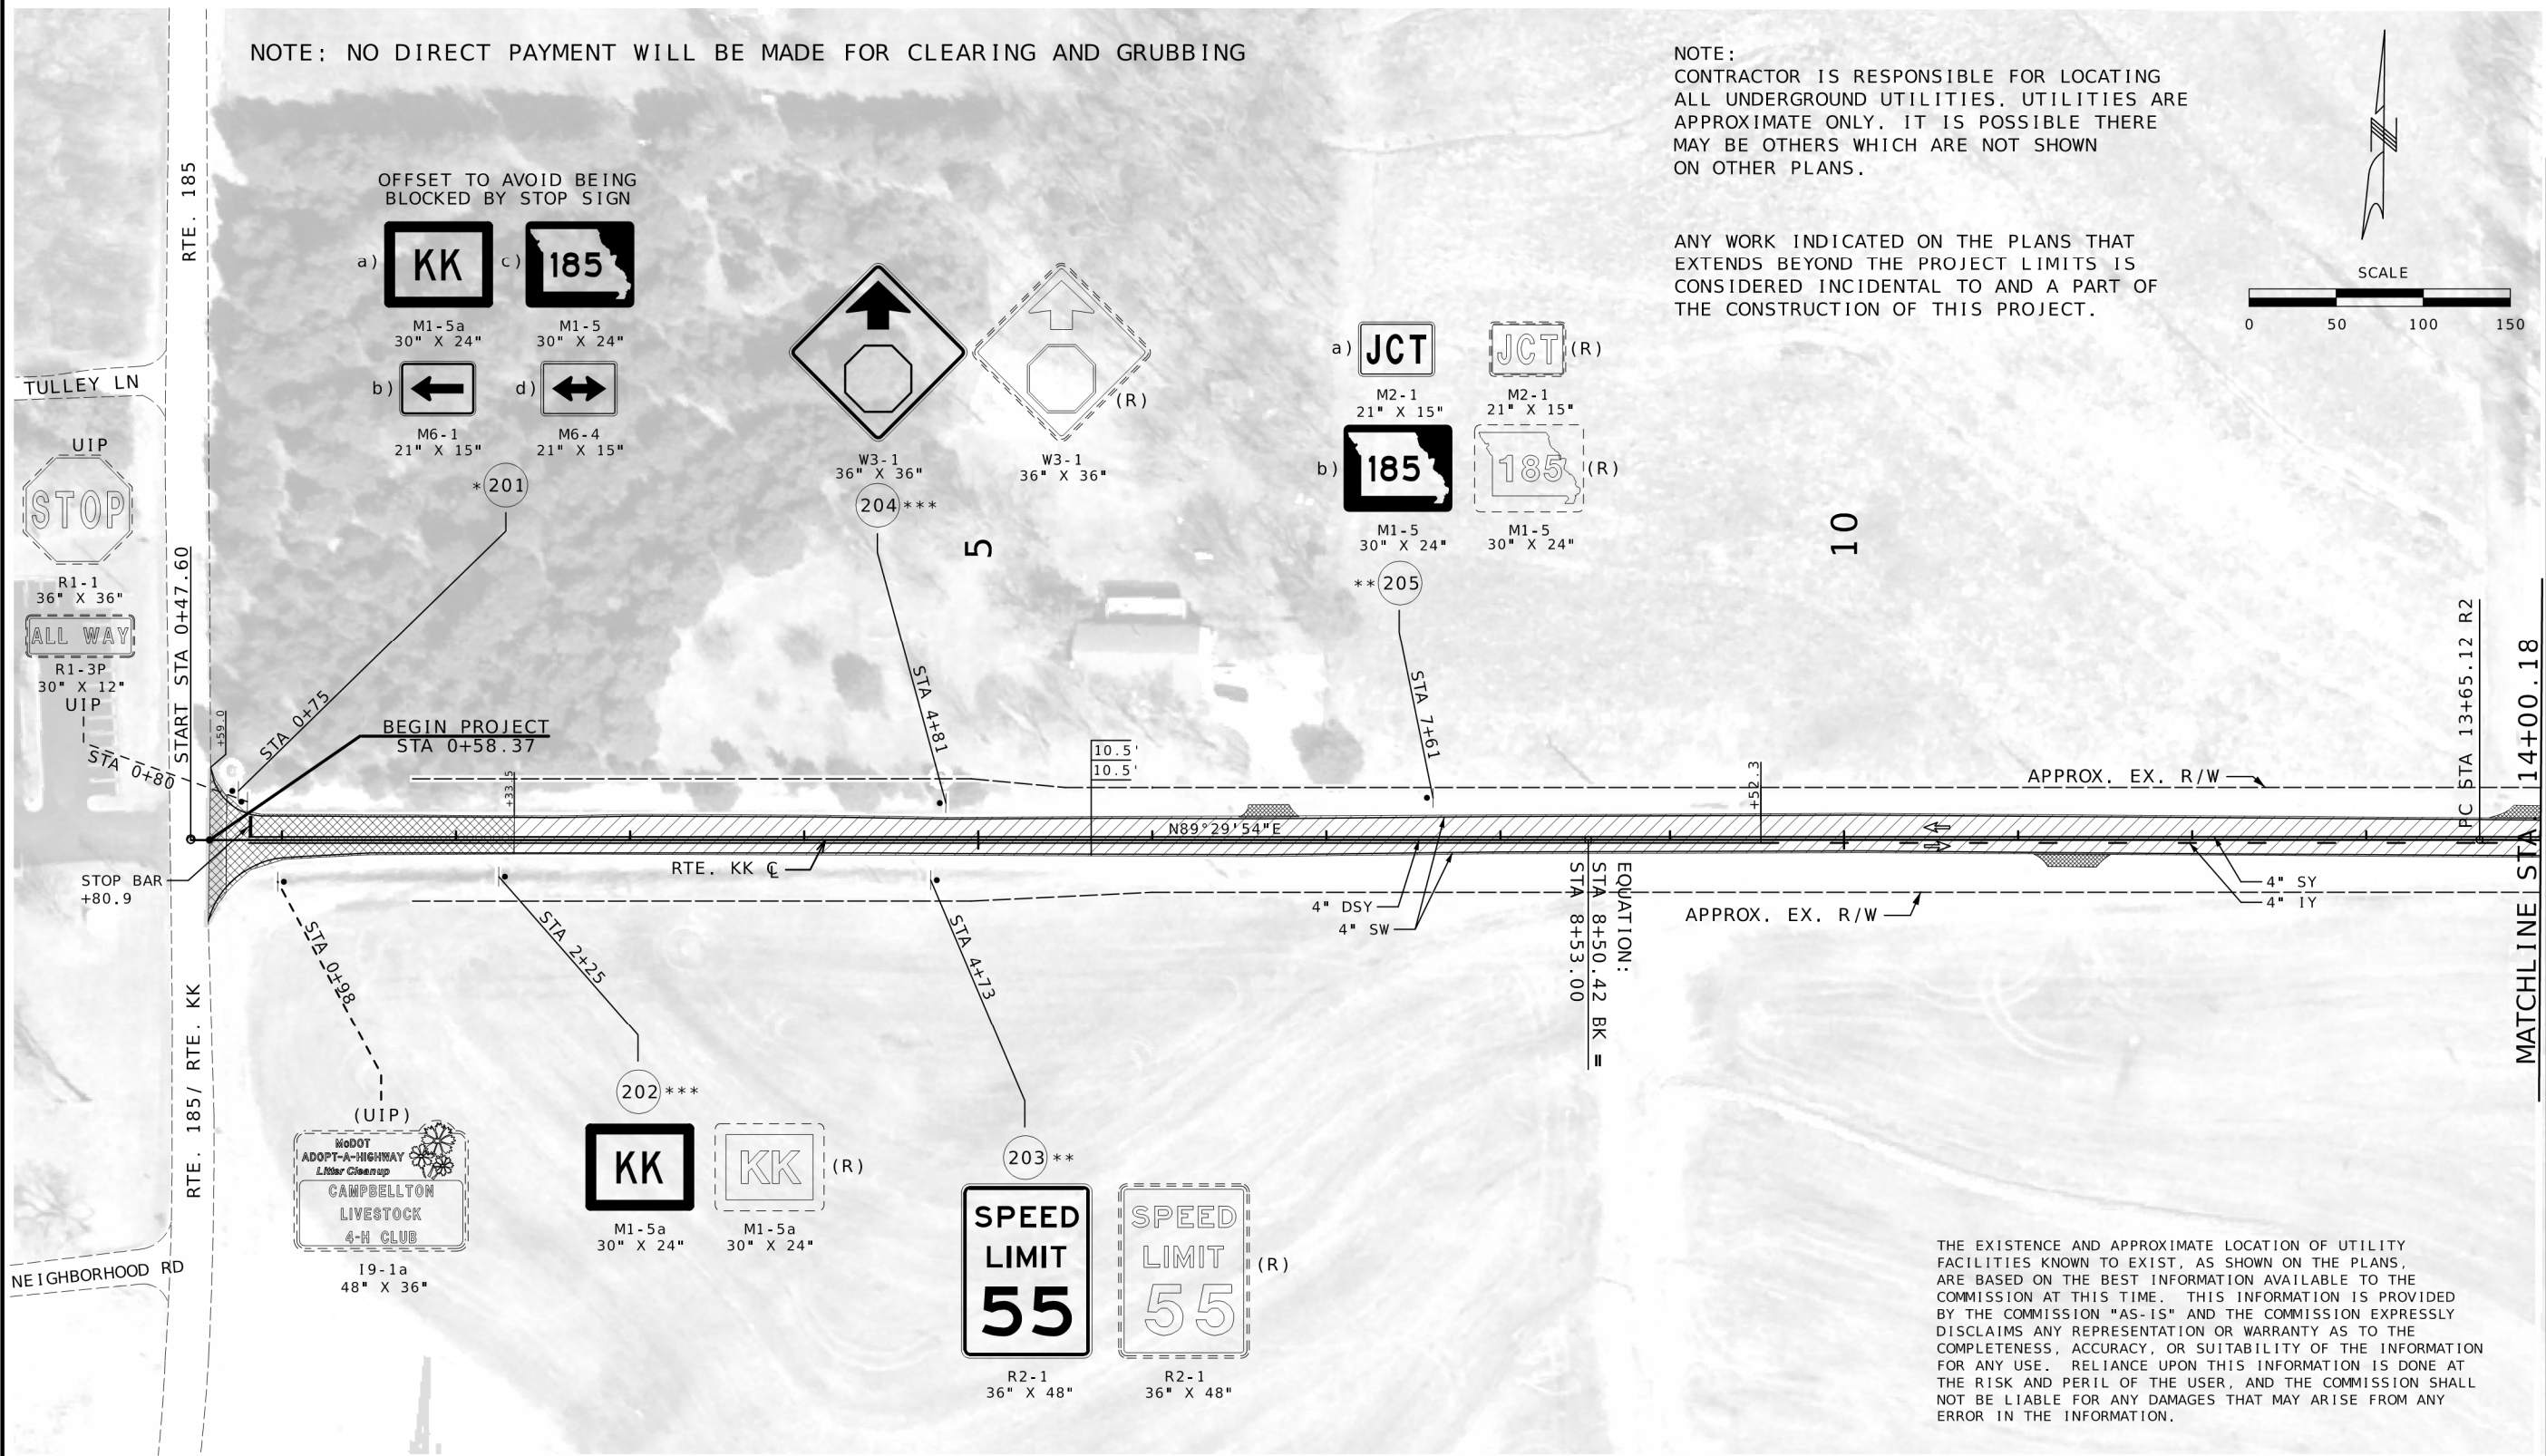 NOTE: NO DIRECT PAYMENT WILL BE MADE FOR CLEARING AND GRUBBING
NOTE:
CONTRACTOR IS RESPONSIBLE FOR LOCATING
ALL UNDERGROUND UTILITIES. UTILITIES ARE
APPROXIMATE ONLY. IT IS POSSIBLE THERE
MAY BE OTHERS WHICH ARE NOT SHOWN
ON OTHER PLANS.
ANY WORK INDICATED ON THE PLANS THAT
EXTENDS BEYOND THE PROJECT LIMITS IS
CONSIDERED INCIDENTAL TO AND A PART OF
THE CONSTRUCTION OF THIS PROJECT.
N
SCALE
0 50 100 150
RTE. 185
TULLEY LN
OFFSET TO AVOID BEING
BLOCKED BY STOP SIGN
a) KK
M1-5a
30" X 24"
c) 185
M1-5
30" X 24"
b)
M6-1
21" X 15"
d)
M6-4
21" X 15"
*201
STA 0+75
W3-1
36" X 36"
204***
(R)
W3-1
36" X 36"
STA 4+81
5
a) JCT
M2-1
21" X 15"
JCT (R)
M2-1
21" X 15"
b) 185
M1-5
30" X 24"
185 (R)
M1-5
30" X 24"
**205
STA 7+61
10
UIP
STOP
R1-1
36" X 36"
ALL WAY
R1-3P
30" X 12"
UIP
STA 0+80
START STA 0+47.60
+59.0
BEGIN PROJECT
STA 0+58.37
+33.5
10.5'
10.5'
N89°29'54"E
+52.3
APPROX. EX. R/W
PC STA 13+65.12 R2
MATCHLINE STA 14+00.18
STOP BAR
+80.9
RTE. KK ℄
4" DSY
4" SW
EQUATION:
STA 8+50.42 BK =
STA 8+53.00
APPROX. EX. R/W
4" SY
4" IY
RTE. 185/ RTE. KK
NEIGHBORHOOD RD
STA 0+98
(UIP)
MoDOT
ADOPT-A-HIGHWAY
Litter Cleanup
CAMPBELLTON
LIVESTOCK
4-H CLUB
I9-1a
48" X 36"
STA 2+25
202***
KK
M1-5a
30" X 24"
KK (R)
M1-5a
30" X 24"
STA 4+73
203**
SPEED
LIMIT
55
R2-1
36" X 48"
SPEED
LIMIT
55
(R)
R2-1
36" X 48"
THE EXISTENCE AND APPROXIMATE LOCATION OF UTILITY
FACILITIES KNOWN TO EXIST, AS SHOWN ON THE PLANS,
ARE BASED ON THE BEST INFORMATION AVAILABLE TO THE
COMMISSION AT THIS TIME. THIS INFORMATION IS PROVIDED
BY THE COMMISSION "AS-IS" AND THE COMMISSION EXPRESSLY
DISCLAIMS ANY REPRESENTATION OR WARRANTY AS TO THE
COMPLETENESS, ACCURACY, OR SUITABILITY OF THE INFORMATION
FOR ANY USE. RELIANCE UPON THIS INFORMATION IS DONE AT
THE RISK AND PERIL OF THE USER, AND THE COMMISSION SHALL
NOT BE LIABLE FOR ANY DAMAGES THAT MAY ARISE FROM ANY
ERROR IN THE INFORMATION.